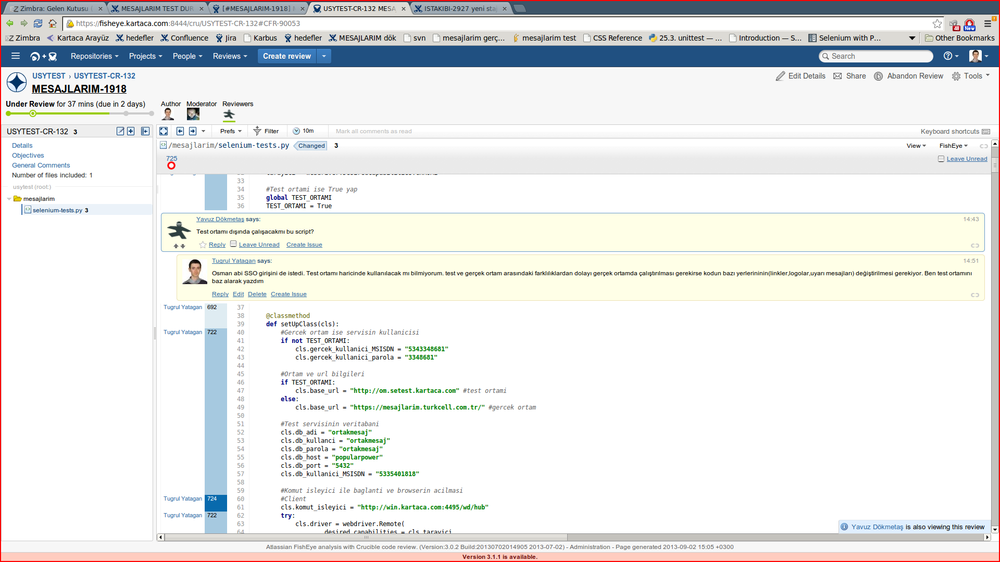 Zimbra: Gelen Kutusu (
MESAJLARIM TEST DUR
[#MESAJLARIM-1918]
USYTEST-CR-132 MESA
ISTAKIBI-2927 yeni staj
https://fisheye.kartaca.com:8444/cru/USYTEST-CR-132#CFR-90053
48
New
Zimbra
Kartaca Arayüz
hedefler
Confluence
Jira
Karbus
hedefler
MESAJLARIM dök
svn
mesajlarim gerç...
mesajlarim test
CSS Reference
25.3. unittest — ...
Introduction — S...
Selenium with P...
Other Bookmarks
Repositories
Projects
People
Reviews
Create review
Search
USYTEST › USYTEST-CR-132
MESAJLARIM-1918
Edit Details
Share
Abandon Review
Tools
Under Review for 37 mins (due in 2 days)
Author
Moderator
Reviewers
USYTEST-CR-132 3
Prefs
Filter
10m
Mark all comments as read
Keyboard shortcuts
Details
Objectives
General Comments
Number of files included: 1
usytest (root:)
mesajlarim
selenium-tests.py 3
/mesajlarim/selenium-tests.py
Changed
3
View
FishEye
725
Leave Unread
33
34 #Test ortami ise True yap
35 global TEST_ORTAMI
36 TEST_ORTAMI = True
Yavuz Dökmetaş says:
14:43
Test ortamı dışında çalışacakmı bu script?
Reply Leave Unread Create Issue
Tugrul Yatagan says:
14:51
Osman abi SSO girişini de istedi. Test ortamı haricinde kullanılacak mı bilmiyorum. test ve gerçek ortam arasındaki farklılıklardan dolayı gerçek ortamda çalıştırılması gerekirse kodun bazı yerlerininin(linkler,logolar,uyarı mesajları) değiştirilmesi gerekiyor. Ben test ortamını
baz alarak yazdım
Reply Edit Delete Create Issue
Tugrul Yatagan 692 37
38 @classmethod
39 def setUpClass(cls):
Tugrul Yatagan 722 40 #Gercek ortam ise servisin kullanicisi
41 if not TEST_ORTAMI:
42 cls.gercek_kullanici_MSISDN = "5343348681"
43 cls.gercek_kullanici_parola = "3348681"
44
45 #Ortam ve url bilgileri
46 if TEST_ORTAMI:
47 cls.base_url = "http://om.setest.kartaca.com" #test ortami
48 else:
49 cls.base_url = "https://mesajlarim.turkcell.com.tr/" #gercek ortam
50
51 #Test servisinin veritabani
52 cls.db_adi = "ortakmesaj"
53 cls.db_kullanci = "ortakmesaj"
54 cls.db_parola = "ortakmesaj"
55 cls.db_host = "popularpower"
56 cls.db_port = "5432"
57 cls.db_kullanici_MSISDN = "5335401818"
58
59 #Komut isleyici ile baglanti ve browserin acilmasi
Tugrul Yatagan 724 60 #Client
61 cls.komut_isleyici = "http://win.kartaca.com:4495/wd/hub"
Tugrul Yatagan 722 62 try:
63 cls.driver = webdriver.Remote(
64 desired_capabilities = cls.tarayici
Yavuz Dökmetaş is also viewing this review
Atlassian FishEye analysis with Crucible code review. (Version:3.0.2 Build:20130702014905 2013-07-02) - Administration - Page generated 2013-09-02 15:05 +0300
Version 3.1.1 is available.